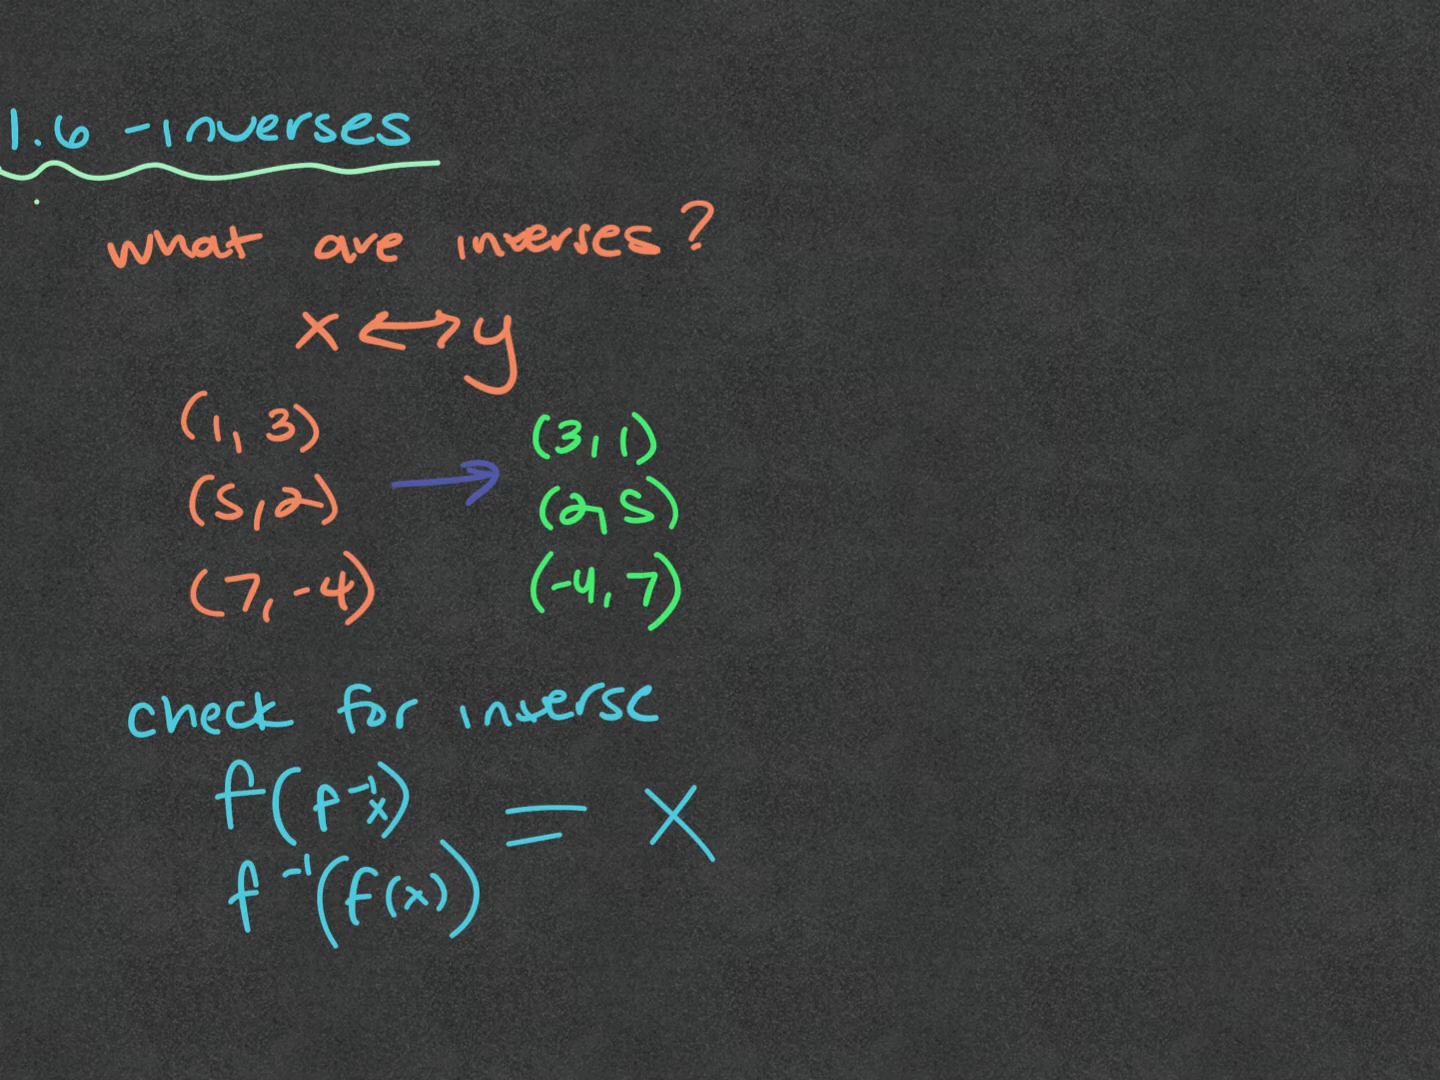 1.6 - inverses
what are inverses?
x ↔ y
(1, 3)
(5, 2)
(7, -4)
→
(3, 1)
(2, 5)
(-4, 7)
check for inverse
f(f⁻¹x)
f⁻¹(f(x))
= x